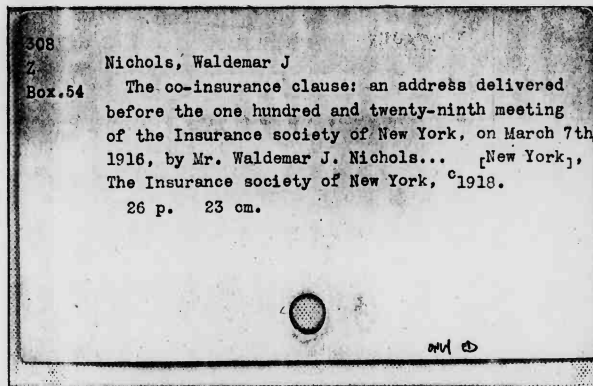 308
Z
Box.54
Nichols, Waldemar J
The co-insurance clause: an address delivered
before the one hundred and twenty-ninth meeting
of the Insurance society of New York, on March 7th
1916, by Mr. Waldemar J. Nichols... [New York],
The Insurance society of New York, ᶜ1918.
26 p. 23 cm.